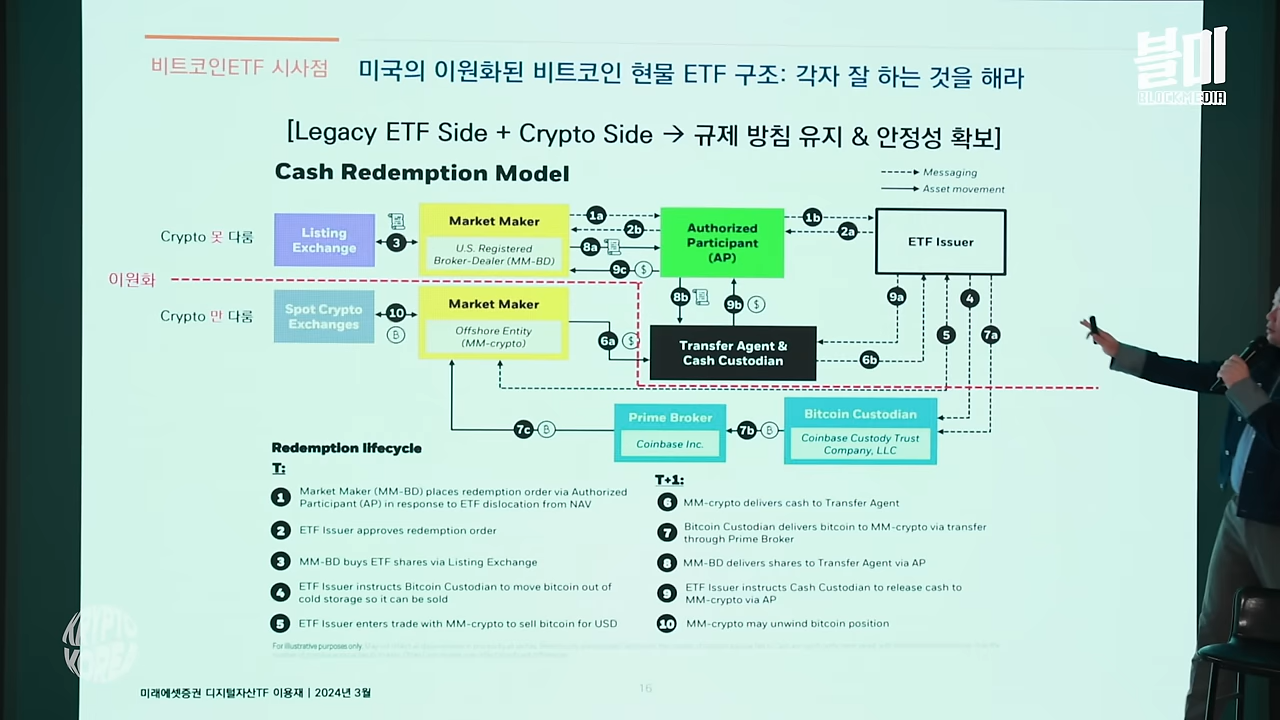 비트코인ETF 시사점
미국의 이원화된 비트코인 현물 ETF 구조: 각자 잘 하는 것을 해라
블미
BLOCKMEDIA
[Legacy ETF Side + Crypto Side → 규제 방침 유지 & 안정성 확보]
Cash Redemption Model
Messaging
Asset movement
Crypto 못 다룸
이원화
Crypto 만 다룸
Listing
Exchange
3
Market Maker
U.S. Registered
Broker-Dealer (MM-BD)
1a
2b
8a
9c
$
Authorized
Participant
(AP)
1b
2a
ETF Issuer
Spot Crypto
Exchanges
10
B
Market Maker
Offshore Entity
(MM-crypto)
6a
$
8b
9b
$
Transfer Agent &
Cash Custodian
9a
6b
5
4
7a
7c
B
Prime Broker
Coinbase Inc.
7b
B
Bitcoin Custodian
Coinbase Custody Trust
Company, LLC
Redemption lifecycle
T:
1 Market Maker (MM-BD) places redemption order via Authorized
Participant (AP) in response to ETF dislocation from NAV
2 ETF Issuer approves redemption order
3 MM-BD buys ETF shares via Listing Exchange
4 ETF Issuer instructs Bitcoin Custodian to move bitcoin out of
cold storage so it can be sold
5 ETF Issuer enters trade with MM-crypto to sell bitcoin for USD
T+1:
6 MM-crypto delivers cash to Transfer Agent
7 Bitcoin Custodian delivers bitcoin to MM-crypto via transfer
through Prime Broker
8 MM-BD delivers shares to Transfer Agent via AP
9 ETF Issuer instructs Cash Custodian to release cash to
MM-crypto via AP
10 MM-crypto may unwind bitcoin position
For illustrative purposes only.
KRYPTO
KOREA
미래에셋증권 디지털자산TF 이용재 | 2024년 3월
16